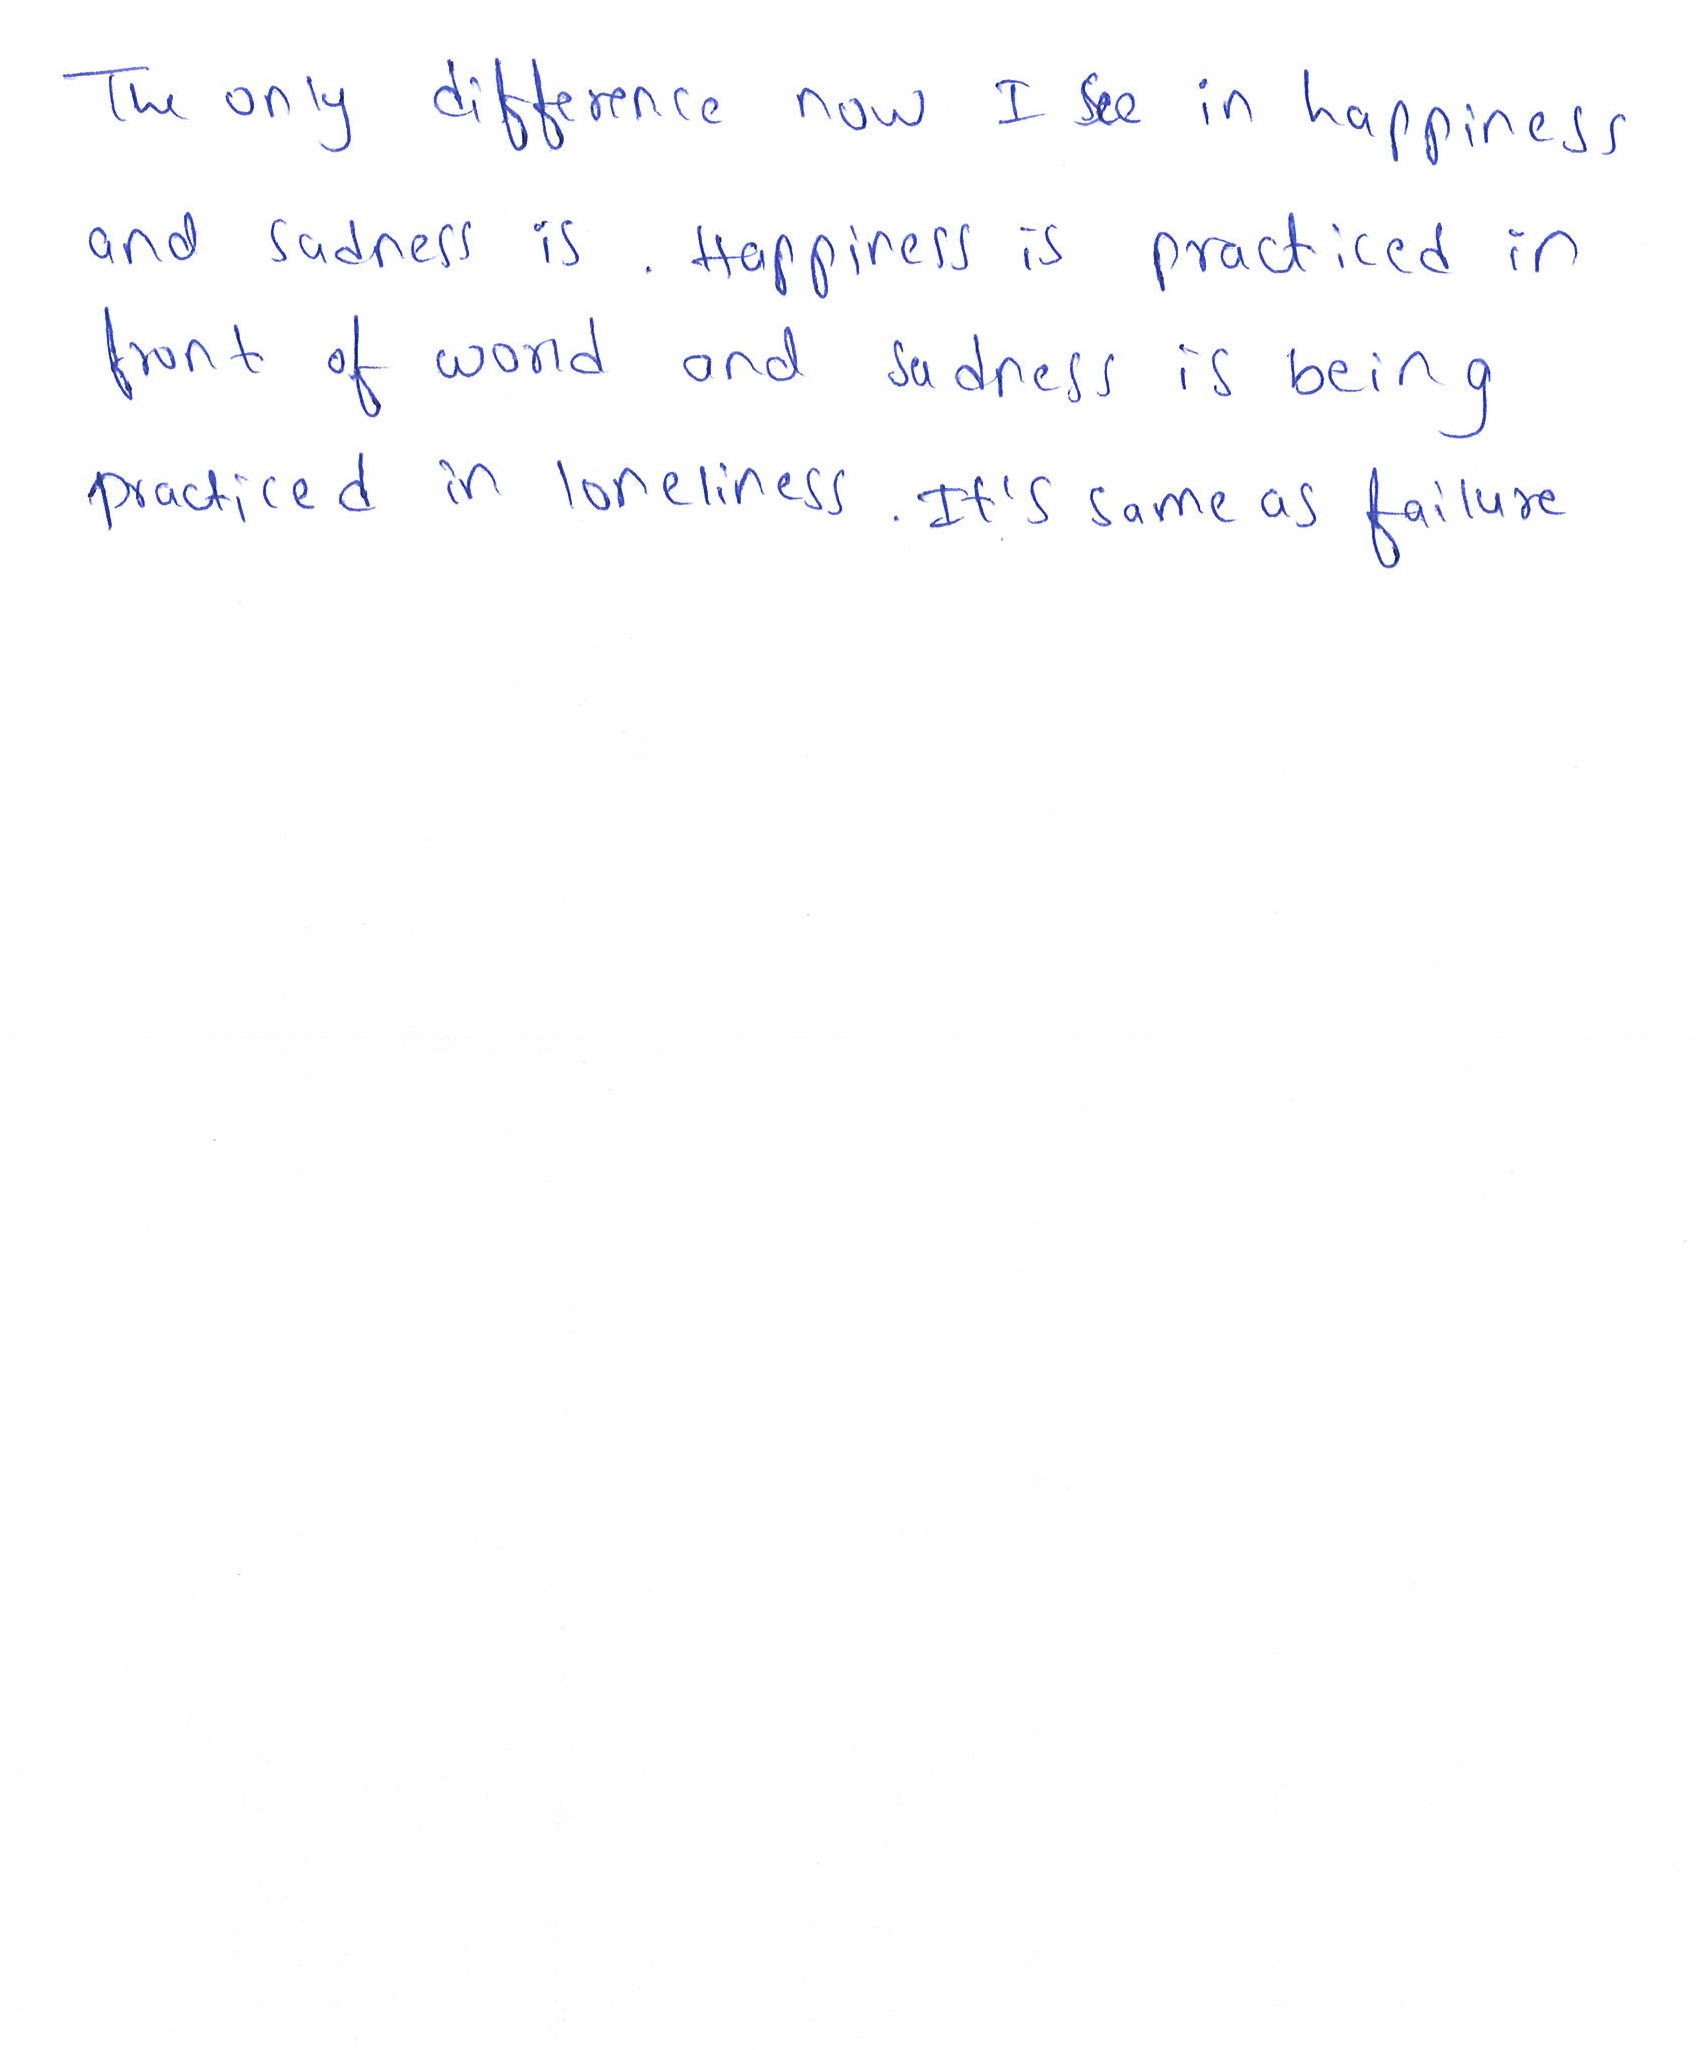 The only difference now I see in happiness
and sadness is . Happiness is practiced in
front of world and sadness is being
practiced in loneliness . It's same as failure